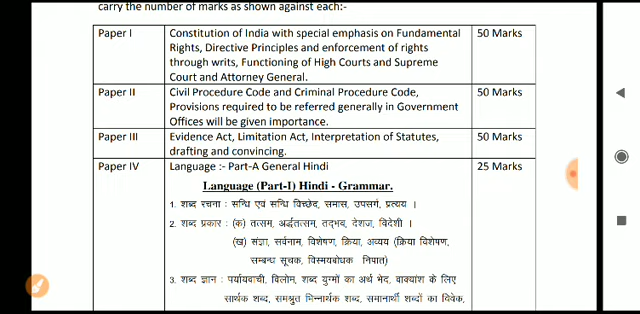 carry the number of marks as shown against each:-
Paper I
Constitution of India with special emphasis on Fundamental
50 Marks
Rights, Directive Principles and enforcement of rights
through writs, Functioning of High Courts and Supreme
Court and Attorney General.
Paper II
Civil Procedure Code and Criminal Procedure Code,
50 Marks
Provisions required to be referred generally in Government
Offices will be given importance.
Paper III
Evidence Act, Limitation Act, Interpretation of Statutes,
50 Marks
drafting and convincing.
Paper IV
Language :- Part-A General Hindi
25 Marks
Language (Part-I) Hindi - Grammar.
1. शब्द रचना : सन्धि एवं सन्धि विच्छेद, समास, उपसर्ग, प्रत्यय ।
2. शब्द प्रकार : (क) तत्सम, अर्द्धतत्सम, तद्भव, देशज, विदेशी ।
(ख) संज्ञा, सर्वनाम, विशेषण, क्रिया, अव्यय (क्रिया विशेषण,
सम्बन्ध सूचक, विस्मयबोधक निपात)
3. शब्द ज्ञान : पर्यायवाची, विलोम, शब्द युग्मों का अर्थ भेद, वाक्यांश के लिए
सार्थक शब्द, समश्रुत भिन्नार्थक शब्द, समानार्थी शब्दों का विवेक,